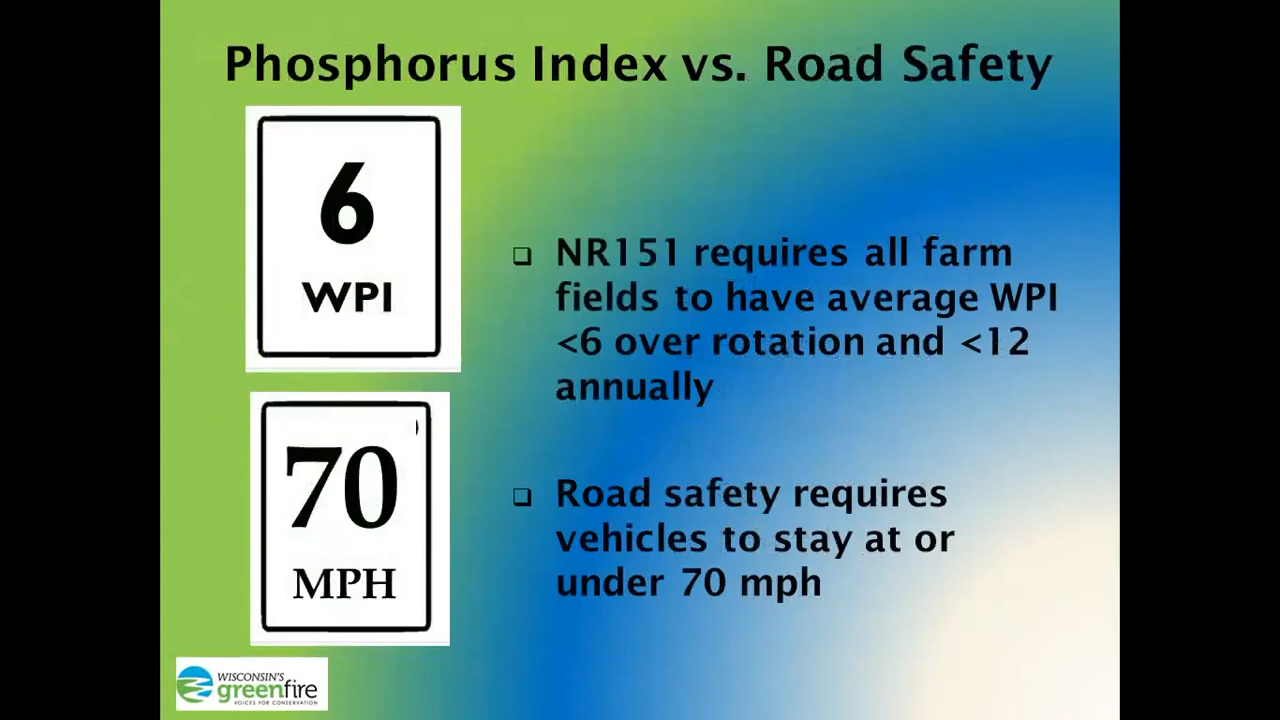 Phosphorus Index vs. Road Safety
6
WPI
NR151 requires all farm
fields to have average WPI
<6 over rotation and <12
annually
70
MPH
Road safety requires
vehicles to stay at or
under 70 mph
WISCONSIN'S
greenfire
VOICES FOR CONSERVATION